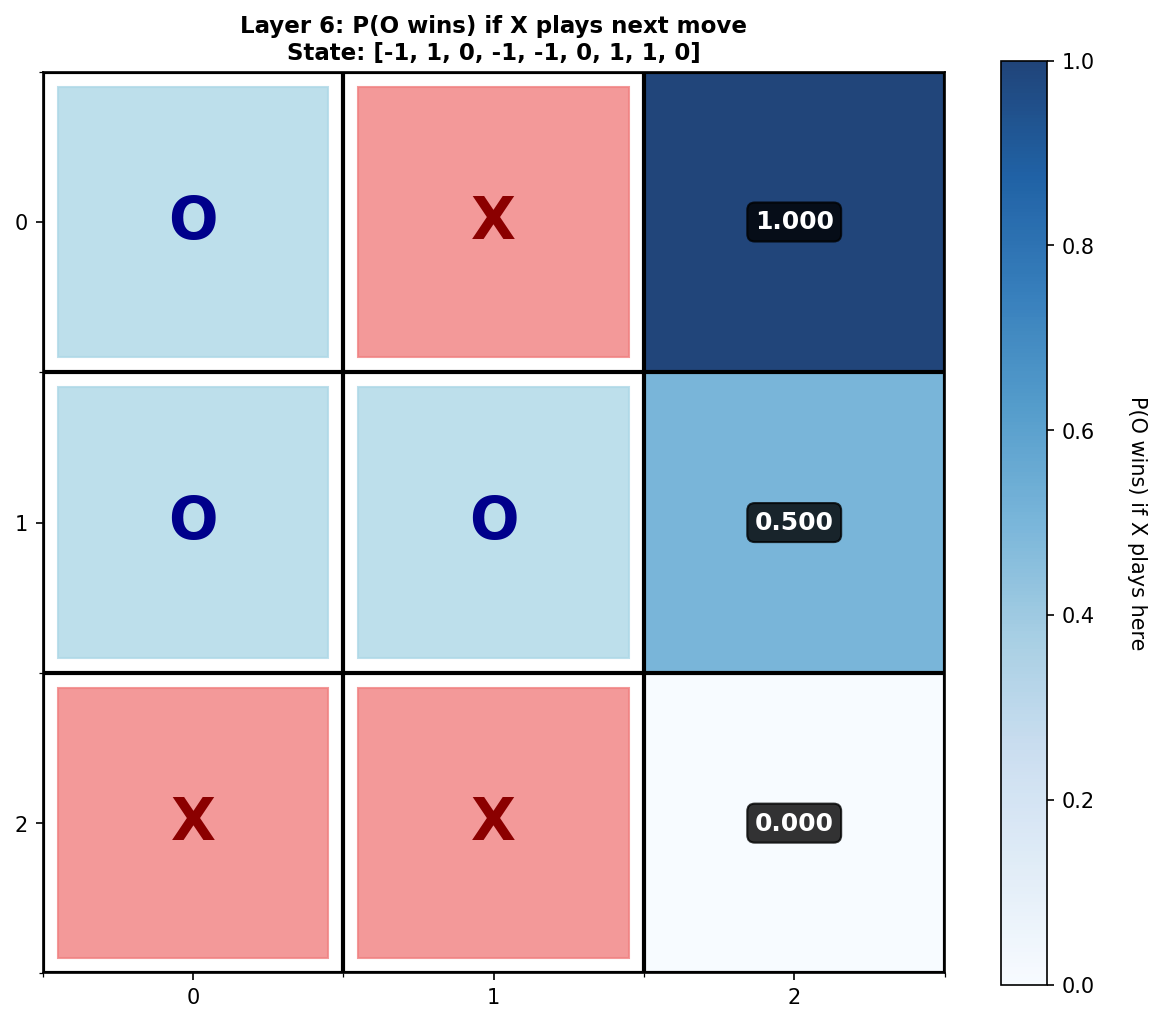 Layer 6: P(O wins) if X plays next move
State: [-1, 1, 0, -1, -1, 0, 1, 1, 0]
0
O
X
1.000
1
O
O
0.500
2
X
X
0.000
0
1
2
1.0
0.8
0.6
0.4
0.2
0.0
P(O wins) if X plays here